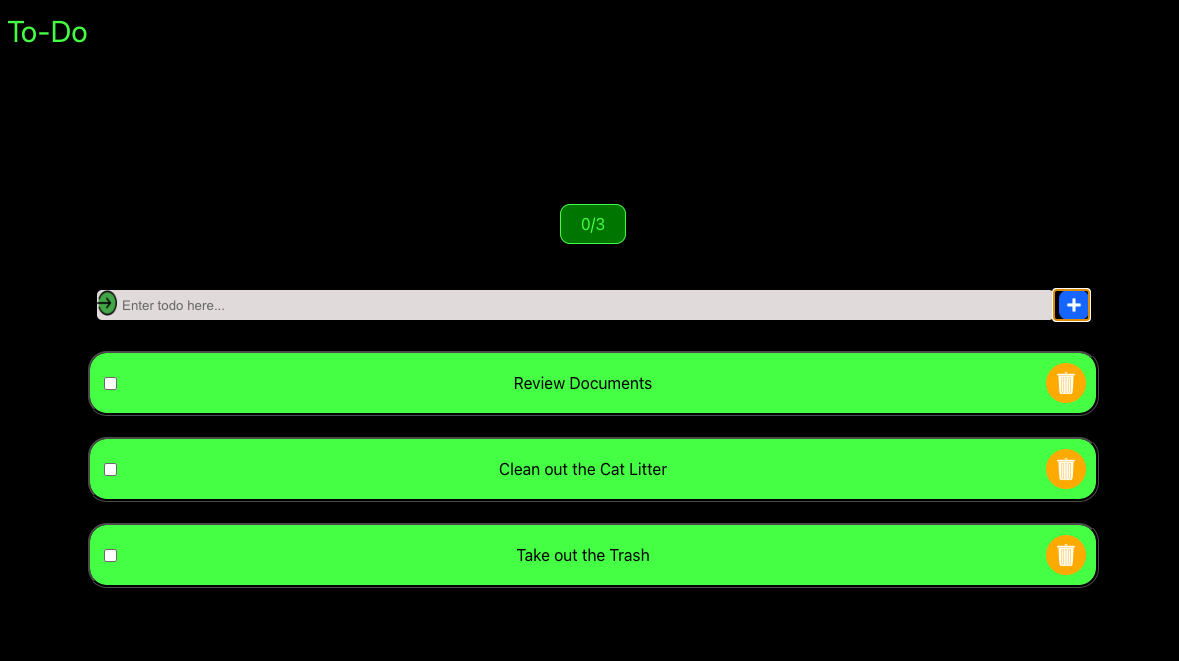 To-Do
0/3
Enter todo here...
Review Documents
Clean out the Cat Litter
Take out the Trash